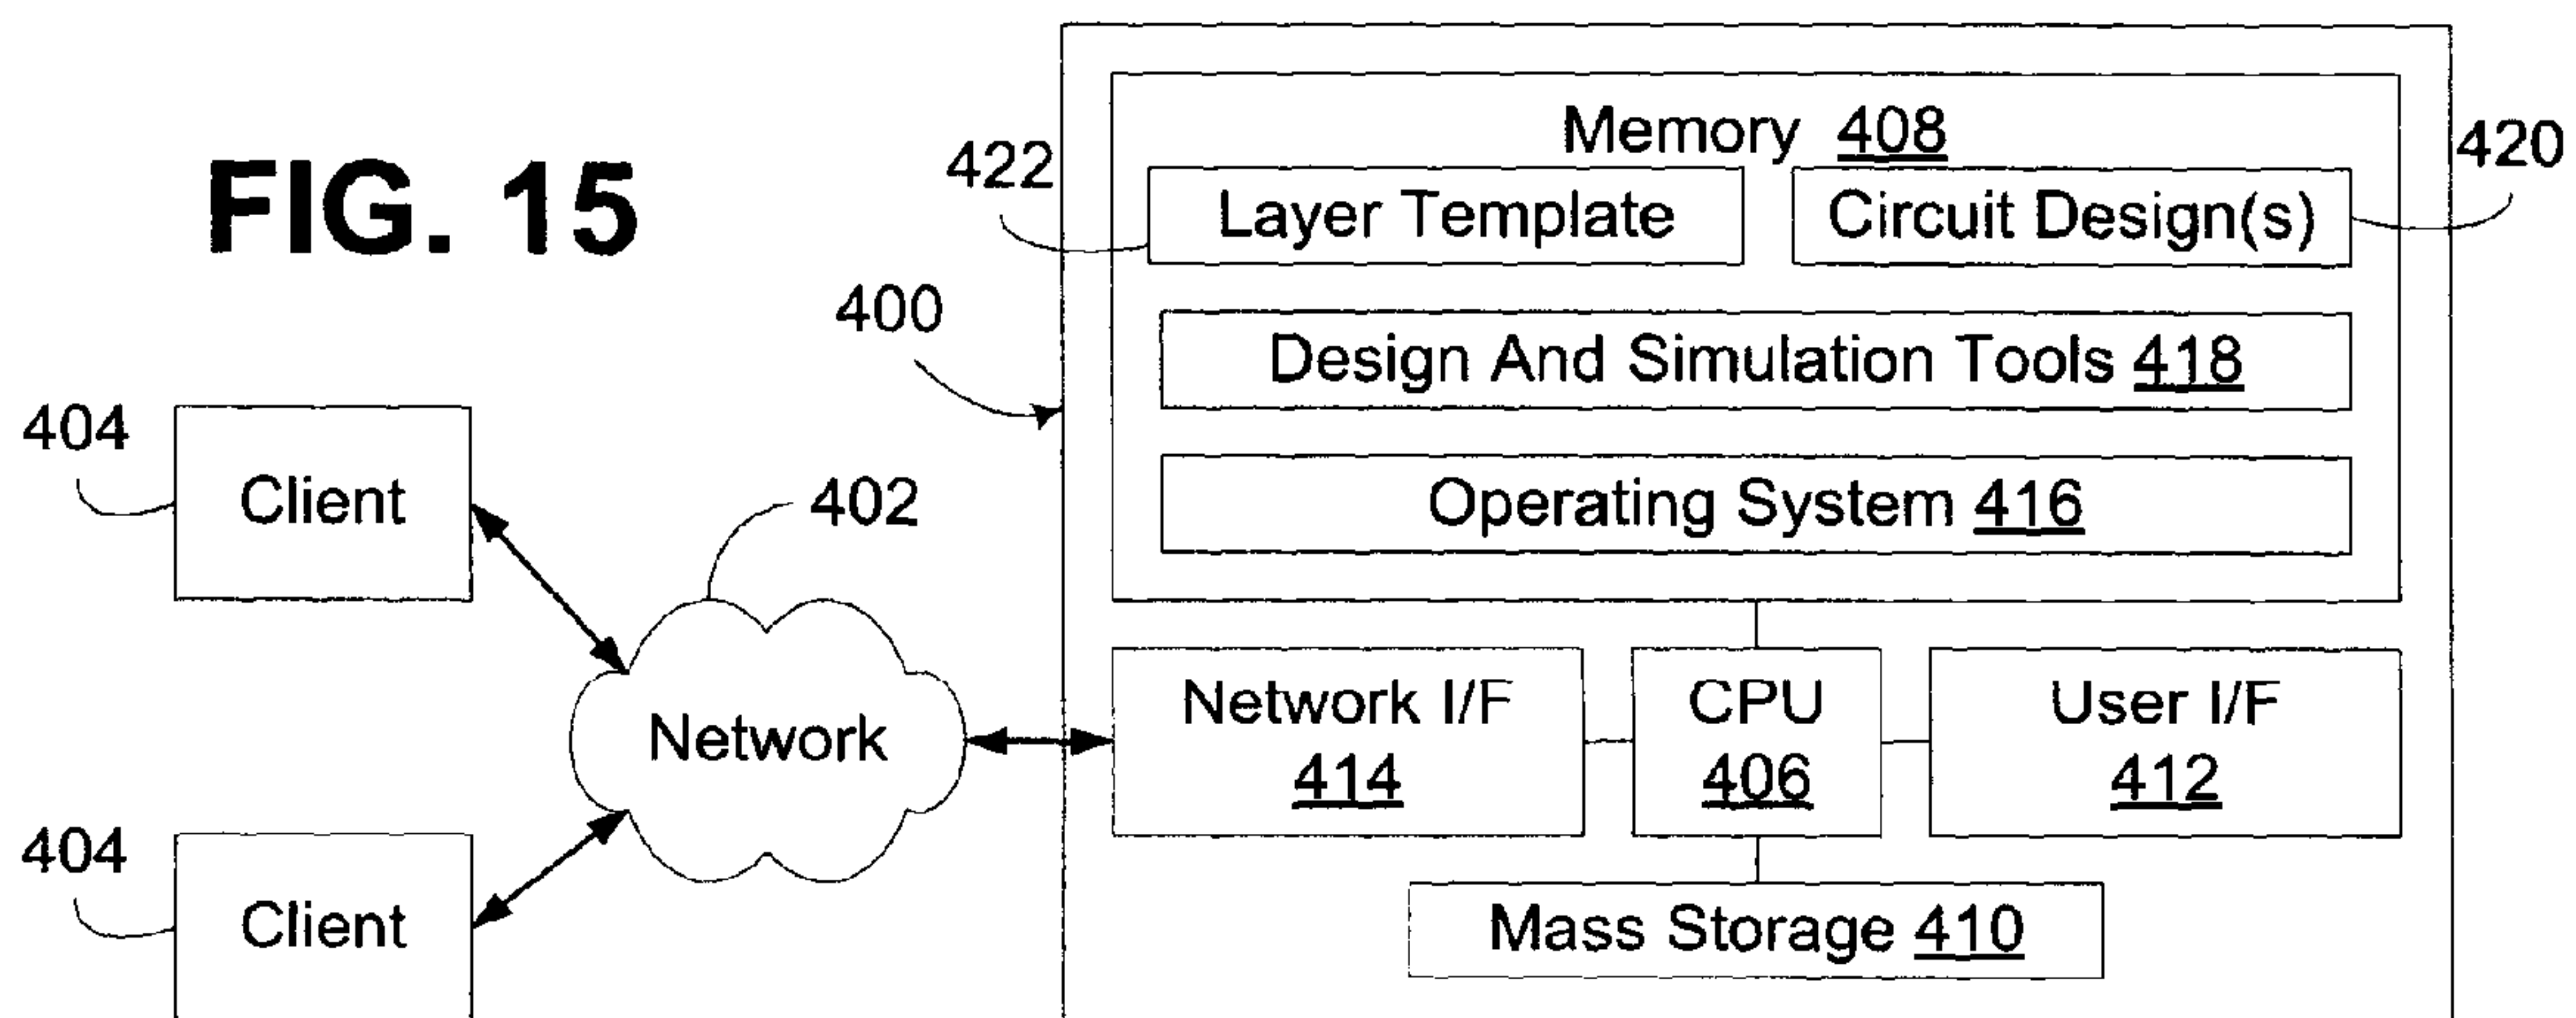 FIG. 15
Memory 408
422
420
Layer Template
Circuit Design(s)
400
Design And Simulation Tools 418
404
Client
402
Operating System 416
Network
Network I/F
414
CPU
406
User I/F
412
404
Client
Mass Storage 410